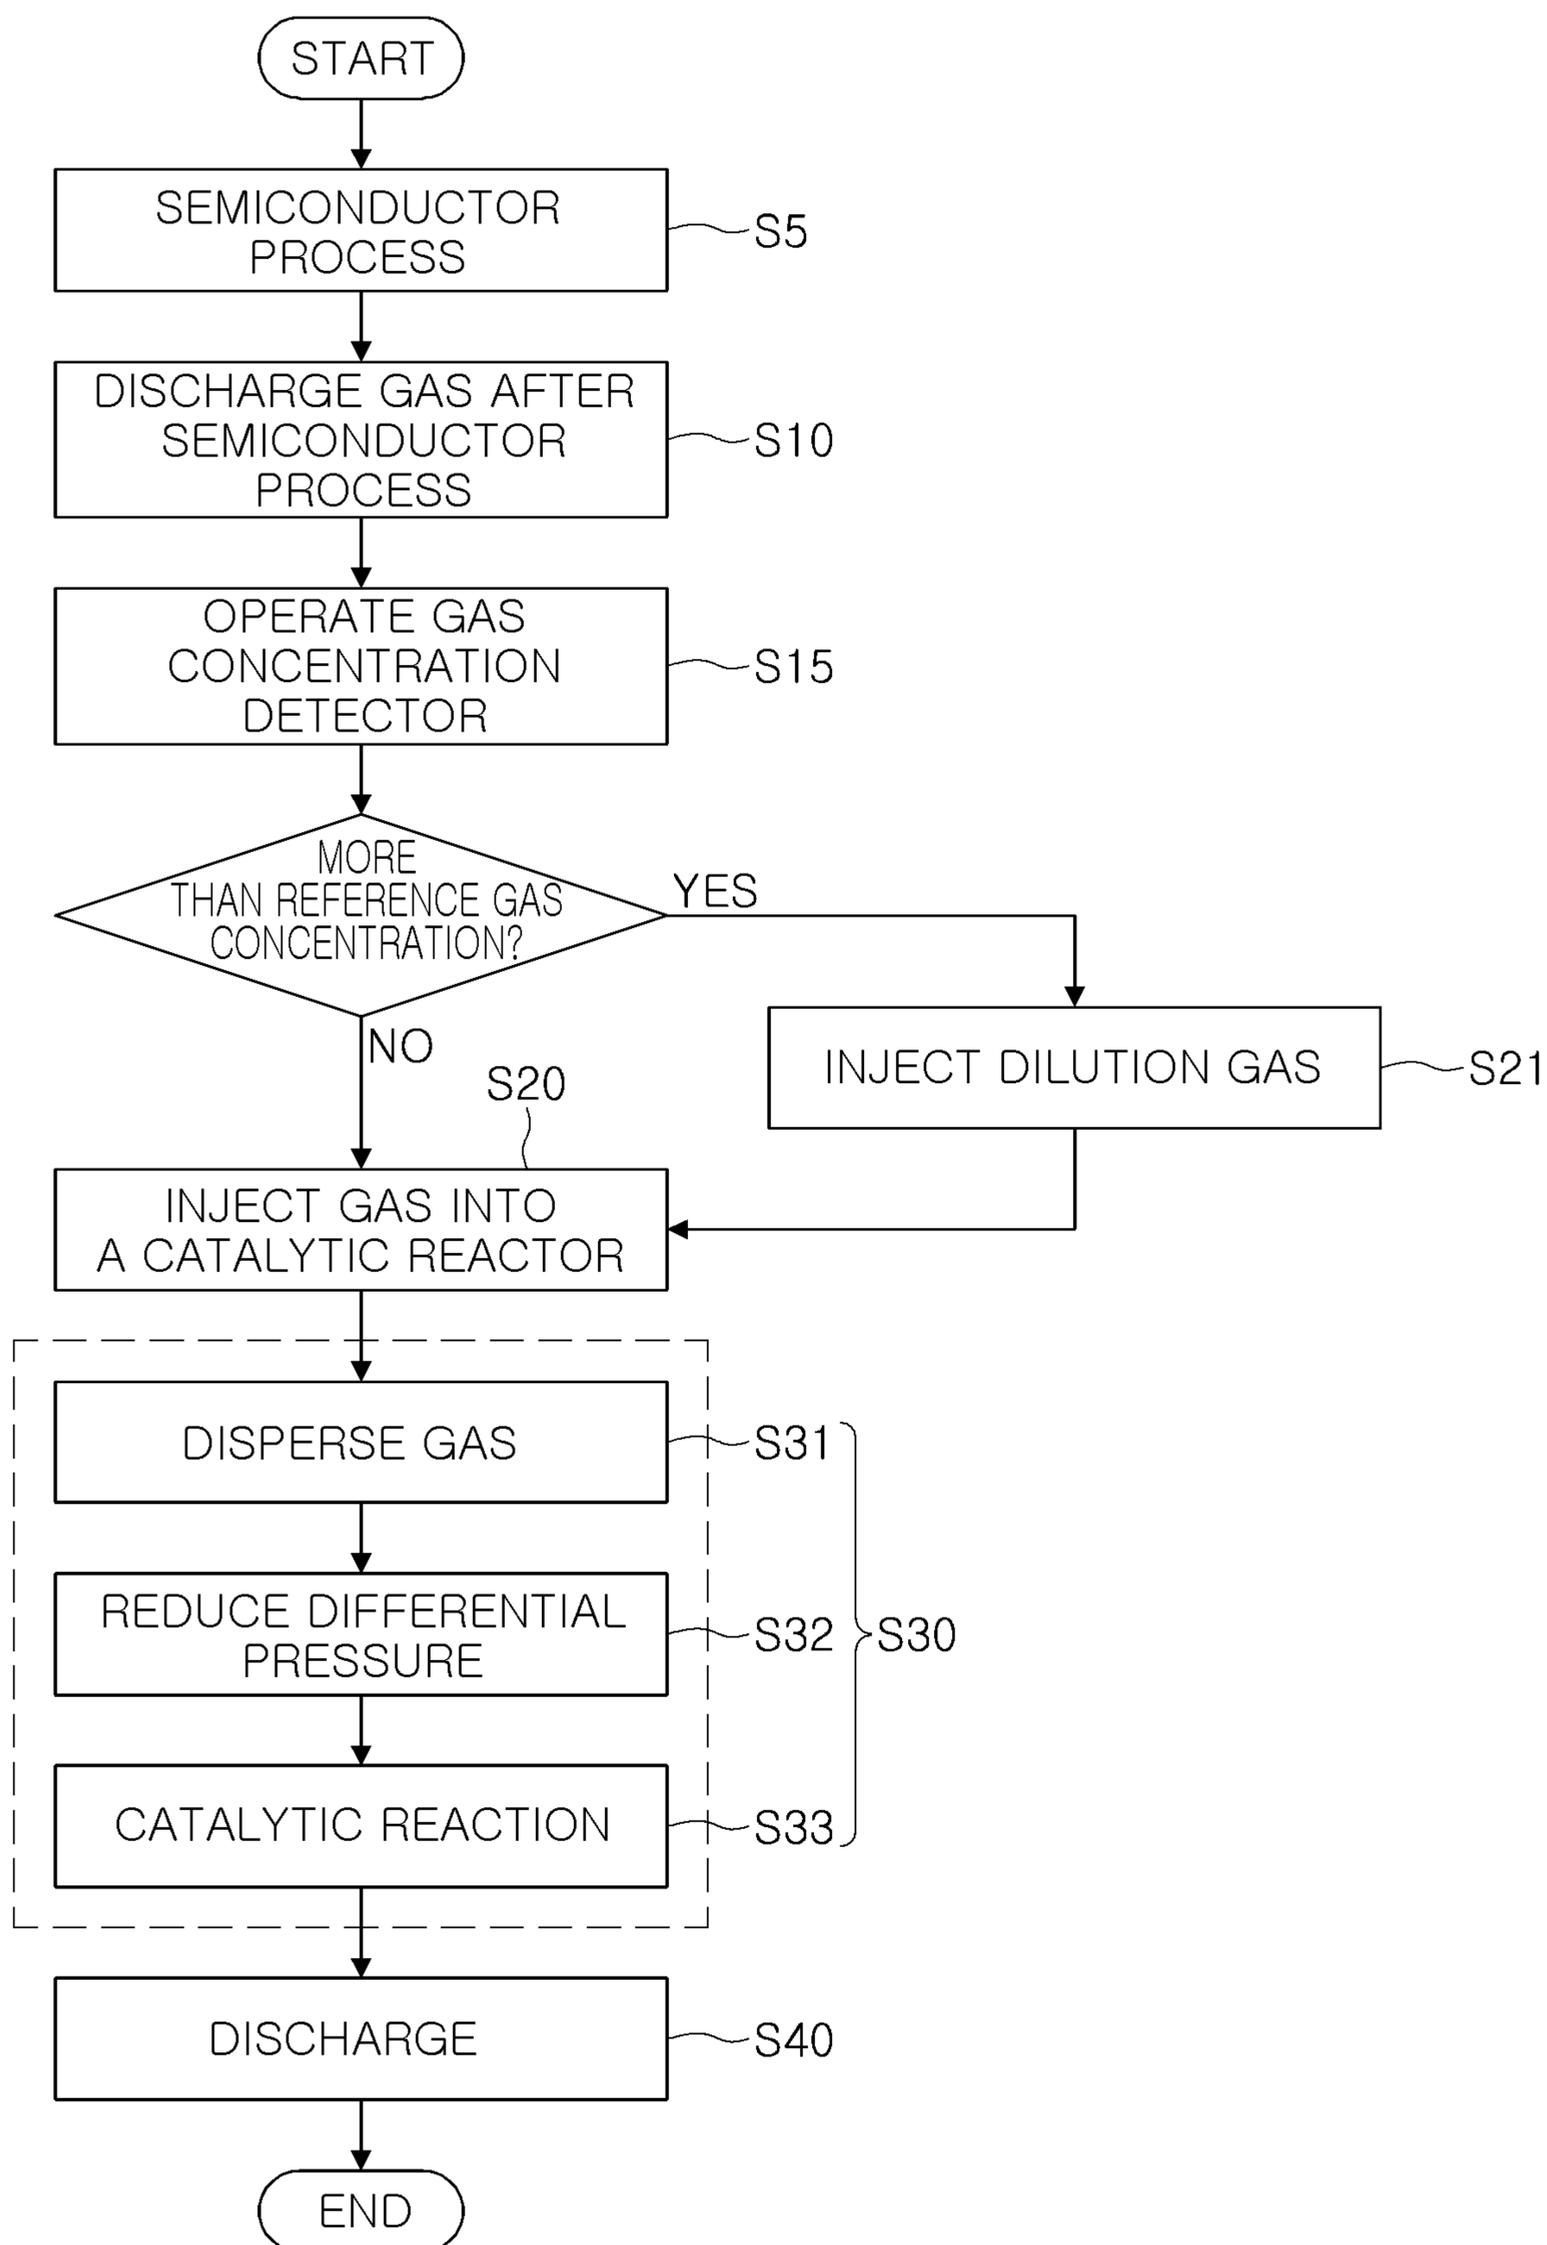 START
SEMICONDUCTOR
PROCESS
S5
DISCHARGE GAS AFTER
SEMICONDUCTOR
PROCESS
S10
OPERATE GAS
CONCENTRATION
DETECTOR
S15
MORE
THAN REFERENCE GAS
CONCENTRATION?
YES
NO
INJECT DILUTION GAS
S21
S20
INJECT GAS INTO
A CATALYTIC REACTOR
DISPERSE GAS
S31
REDUCE DIFFERENTIAL
PRESSURE
S32
S30
CATALYTIC REACTION
S33
DISCHARGE
S40
END